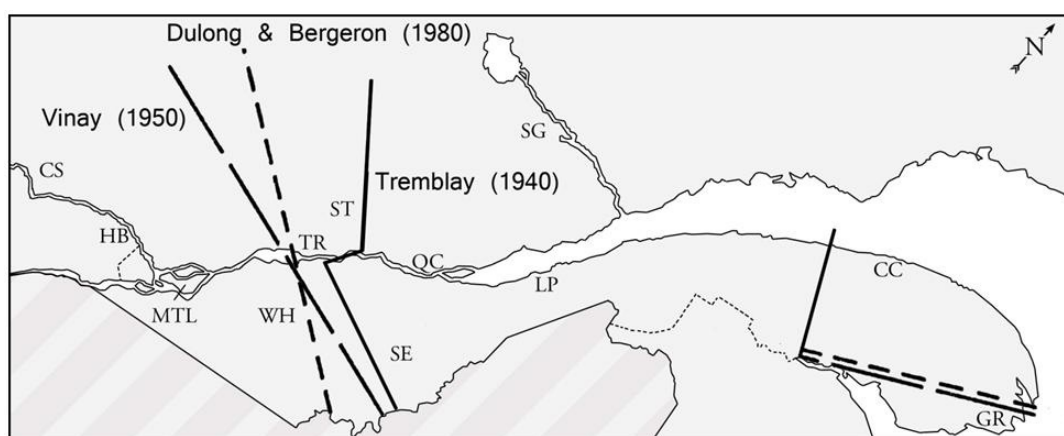 Dulong & Bergeron (1980)
N
Vinay (1950)
SG
CS
Tremblay (1940)
ST
HB
TR
QC
CC
LP
MTL
WH
SE
GR